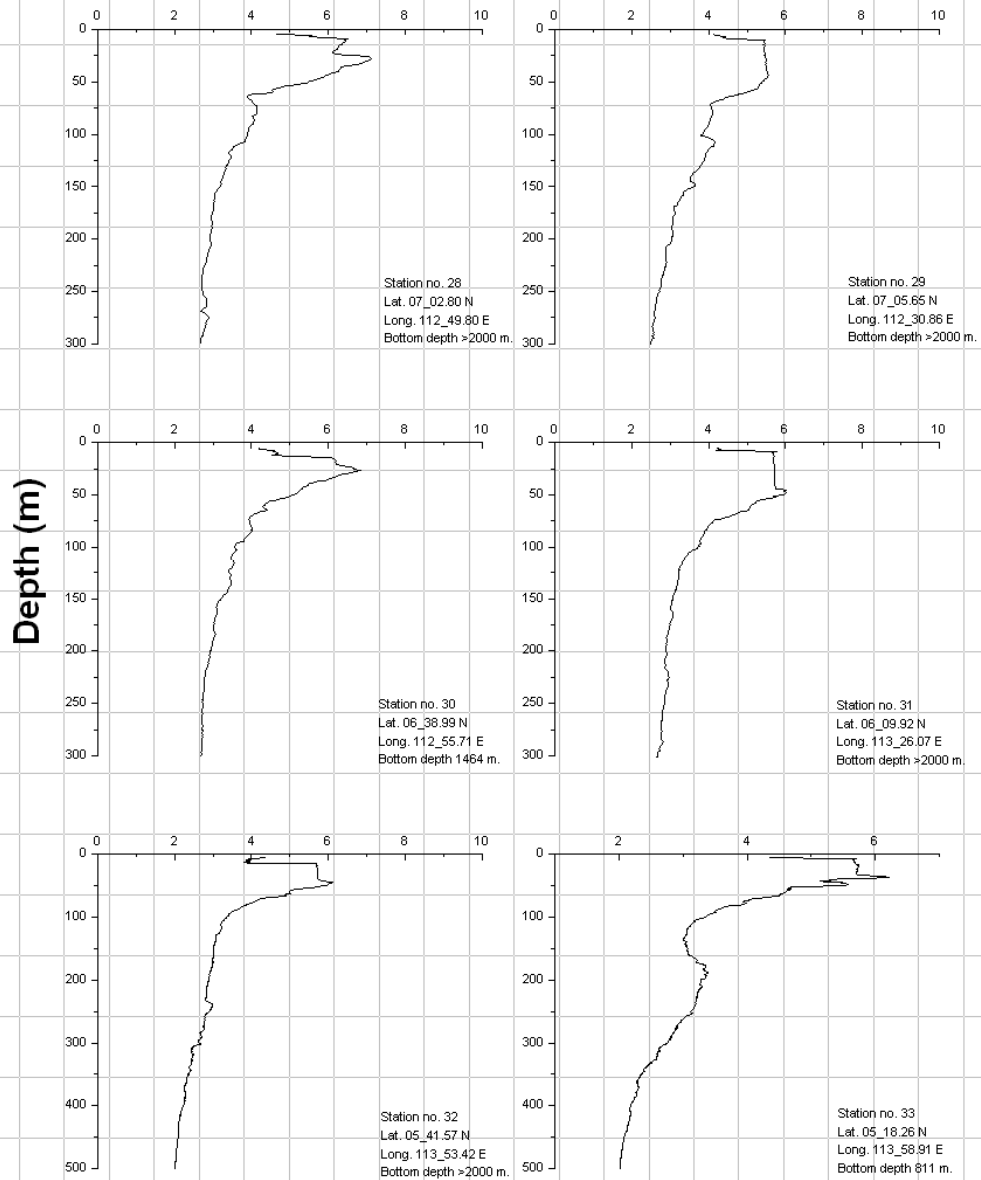 0 2 4 6 8 10
0
50
100
150
200
250
300
Station no. 28
Lat. 07_02.80 N
Long. 112_49.80 E
Bottom depth >2000 m.
0 2 4 6 8 10
0
50
100
150
200
250
300
Station no. 29
Lat. 07_05.65 N
Long. 112_30.86 E
Bottom depth >2000 m.
Depth (m)
0 2 4 6 8 10
0
50
100
150
200
250
300
Station no. 30
Lat. 06_38.99 N
Long. 112_55.71 E
Bottom depth 1464 m.
0 2 4 6 8 10
0
50
100
150
200
250
300
Station no. 31
Lat. 06_09.92 N
Long. 113_26.07 E
Bottom depth >2000 m.
0 2 4 6 8 10
0
100
200
300
400
500
Station no. 32
Lat. 05_41.57 N
Long. 113_53.42 E
Bottom depth >2000 m.
2 4 6
0
100
200
300
400
500
Station no. 33
Lat. 05_18.26 N
Long. 113_58.91 E
Bottom depth 811 m.